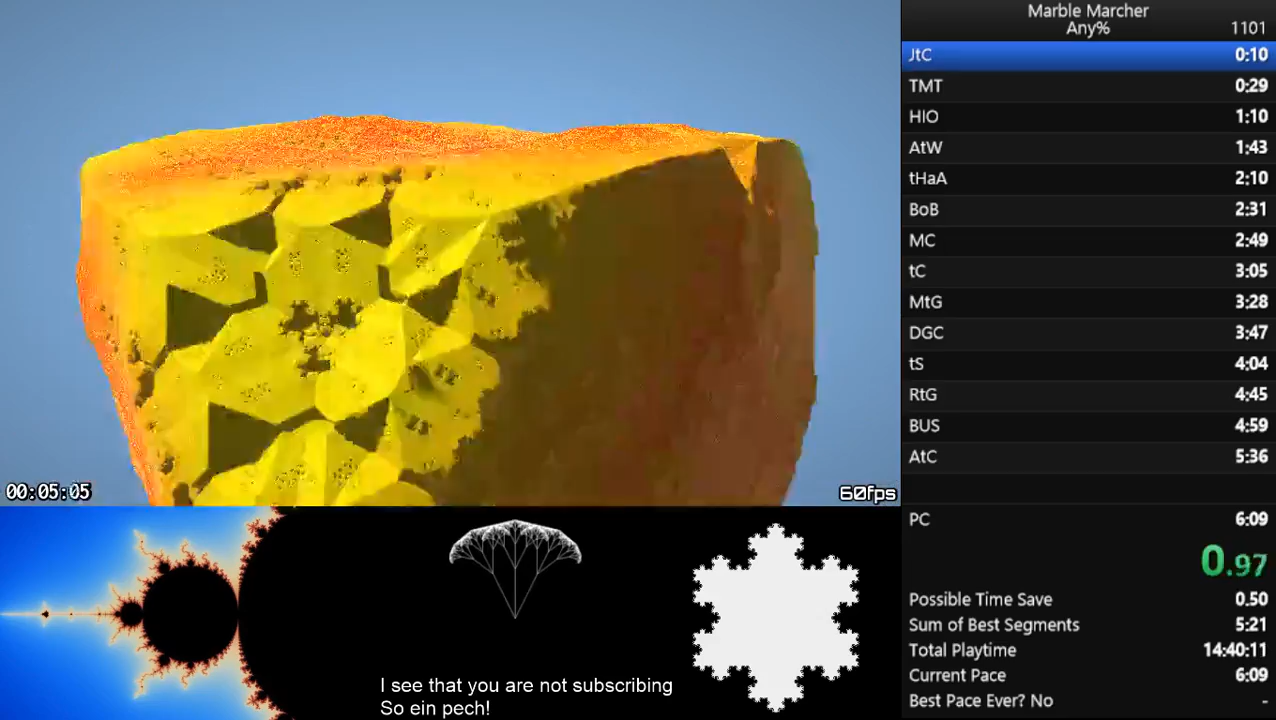 Marble Marcher
Any% 1101
JtC 0:10
TMT 0:29
HIO 1:10
AtW 1:43
tHaA 2:10
BoB 2:31
MC 2:49
tC 3:05
MtG 3:28
DGC 3:47
tS 4:04
RtG 4:45
BUS 4:59
AtC 5:36
PC 6:09
0.97
Possible Time Save 0.50
Sum of Best Segments 5:21
Total Playtime 14:40:11
Current Pace 6:09
Best Pace Ever? No -
00:05:05 60fps
I see that you are not subscribing
So ein pech!